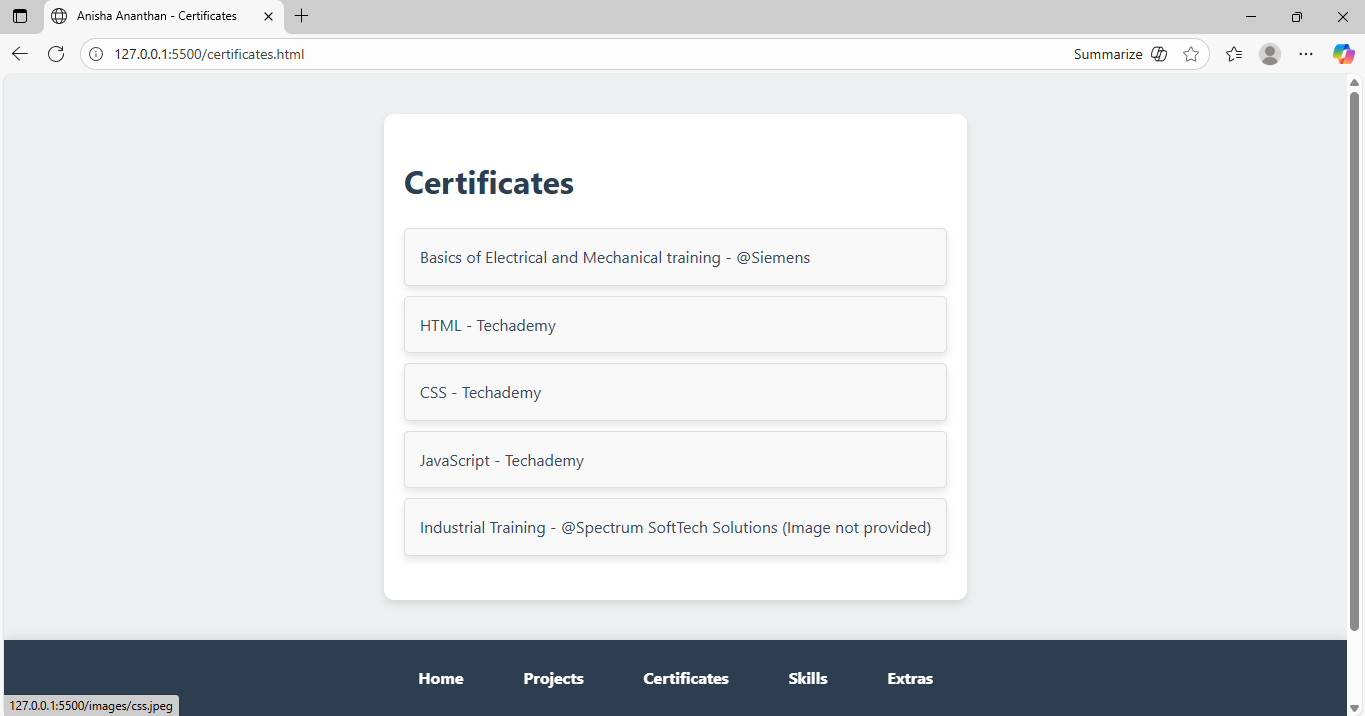 Anisha Ananthan - Certificates
127.0.0.1:5500/certificates.html
Summarize
Certificates
Basics of Electrical and Mechanical training - @Siemens
HTML - Techademy
CSS - Techademy
JavaScript - Techademy
Industrial Training - @Spectrum SoftTech Solutions (Image not provided)
Home Projects Certificates Skills Extras
127.0.0.1:5500/images/css.jpeg